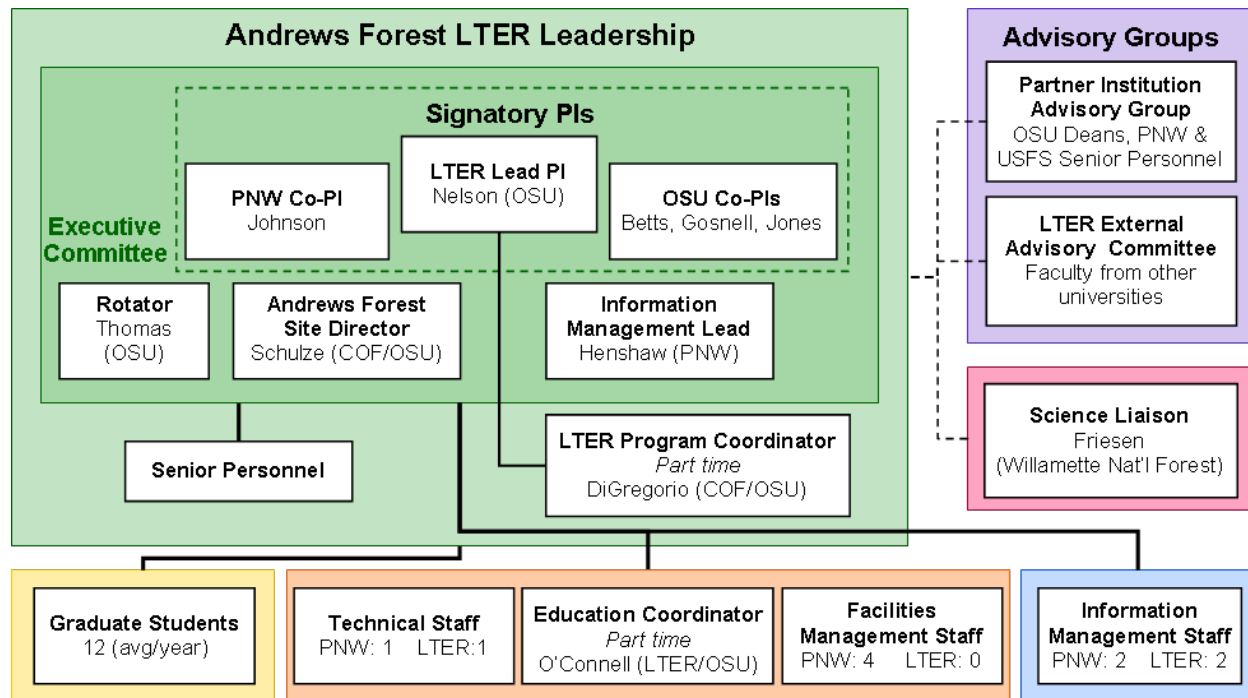 Andrews Forest LTER Leadership
Signatory PIs
LTER Lead PI
Nelson (OSU)
PNW Co-PI
Johnson
OSU Co-PIs
Betts, Gosnell, Jones
Executive
Committee
Rotator
Thomas
(OSU)
Andrews Forest
Site Director
Schulze (COF/OSU)
Information
Management Lead
Henshaw (PNW)
Senior Personnel
LTER Program Coordinator
Part time
DiGregorio (COF/OSU)
Advisory Groups
Partner Institution
Advisory Group
OSU Deans, PNW &
USFS Senior Personnel
LTER External
Advisory Committee
Faculty from other
universities
Science Liaison
Friesen
(Willamette Nat'l Forest)
Graduate Students
12 (avg/year)
Technical Staff
PNW: 1 LTER:1
Education Coordinator
Part time
O'Connell (LTER/OSU)
Facilities
Management Staff
PNW: 4 LTER: 0
Information
Management Staff
PNW: 2 LTER: 2